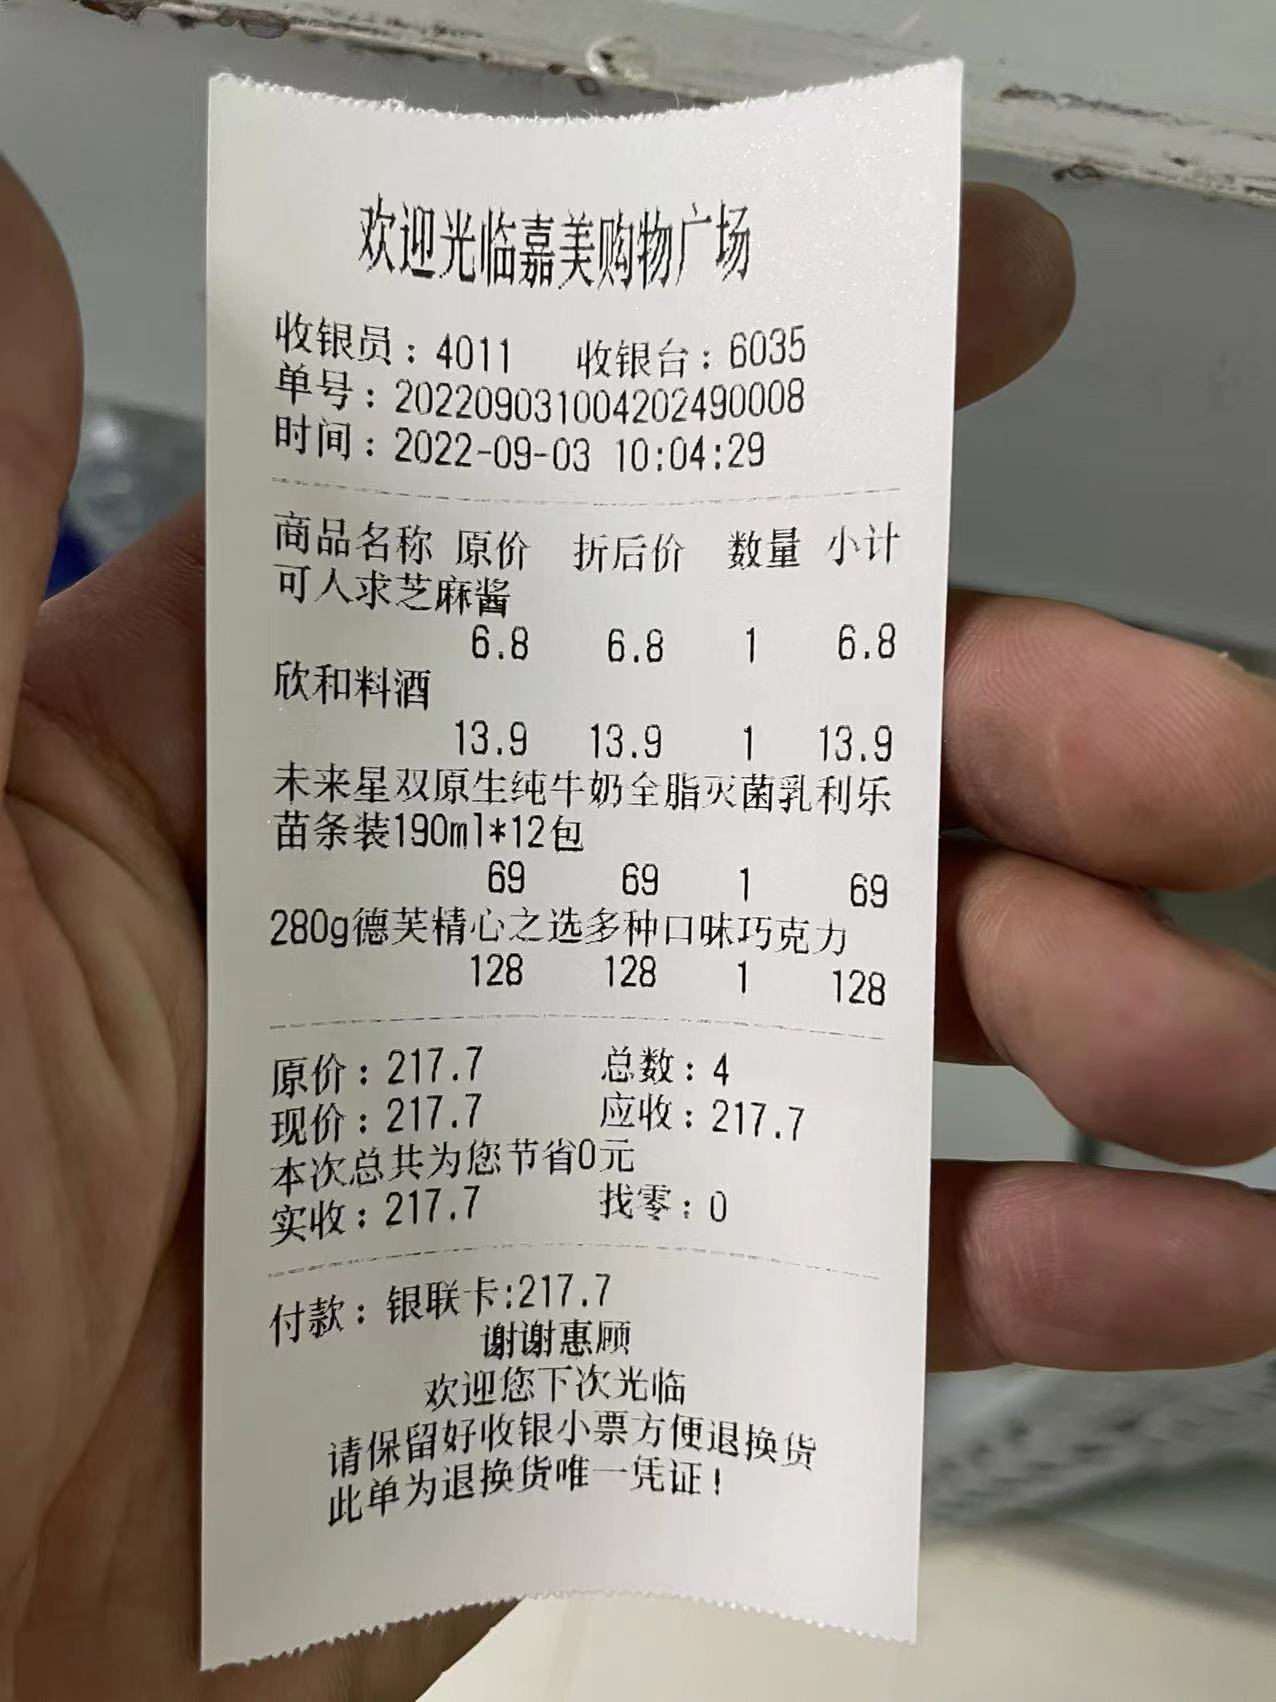 欢迎光临嘉美购物广场
收银员：4011 收银台：6035
单号：202209031004202490008
时间：2022-09-03 10:04:29
商品名称 原价 折后价 数量 小计
可人求芝麻酱
6.8 6.8 1 6.8
欣和料酒
13.9 13.9 1 13.9
未来星双原生纯牛奶全脂灭菌乳利乐
苗条装190ml*12包
69 69 1 69
280g德芙精心之选多种口味巧克力
128 128 1 128
原价：217.7 总数：4
现价：217.7 应收：217.7
本次总共为您节省0元
实收：217.7 找零：0
付款：银联卡:217.7
谢谢惠顾
欢迎您下次光临
请保留好收银小票方便退换货
此单为退换货唯一凭证！